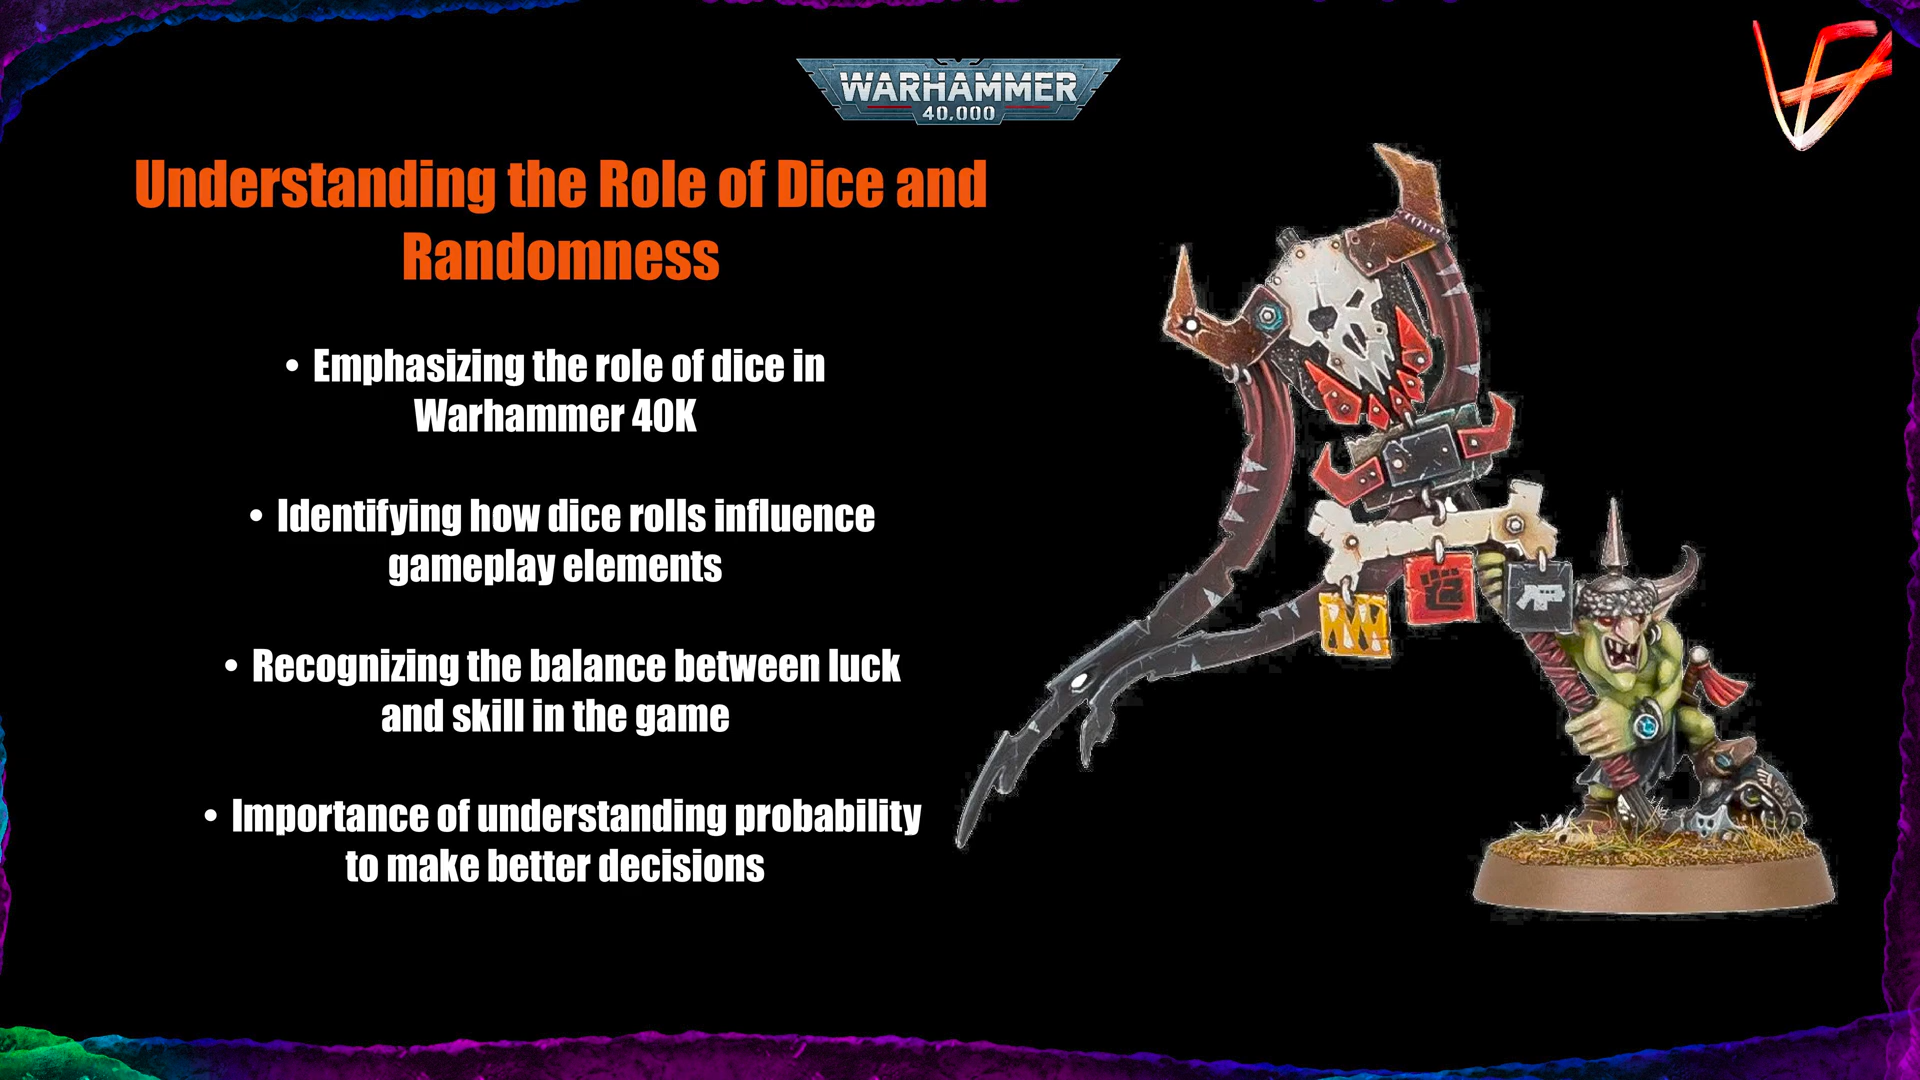 WARHAMMER
40,000
Understanding the Role of Dice and
Randomness
• Emphasizing the role of dice in
Warhammer 40K
• Identifying how dice rolls influence
gameplay elements
• Recognizing the balance between luck
and skill in the game
• Importance of understanding probability
to make better decisions